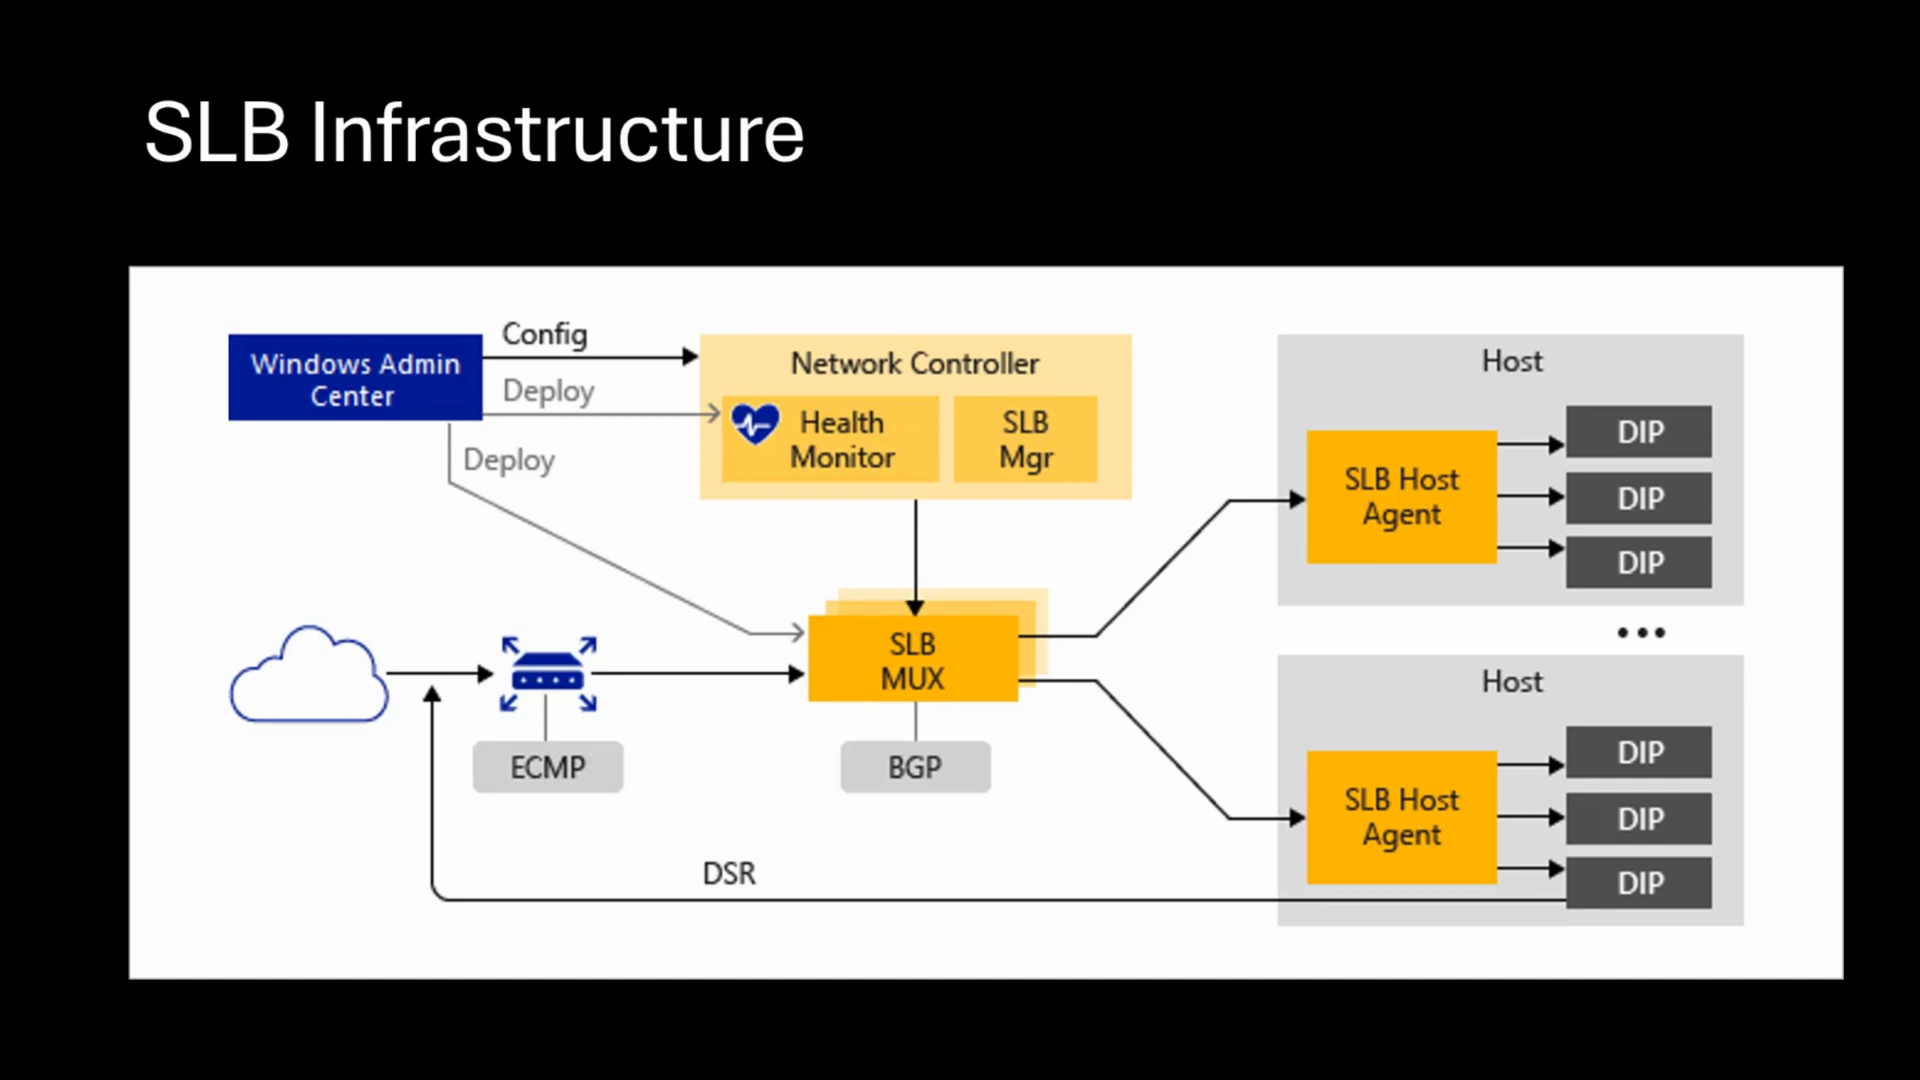 SLB Infrastructure
Windows Admin
Center
Config
Deploy
Deploy
Network Controller
Health
Monitor
SLB
Mgr
Host
SLB Host
Agent
DIP
DIP
DIP
SLB
MUX
ECMP
BGP
DSR
Host
SLB Host
Agent
DIP
DIP
DIP